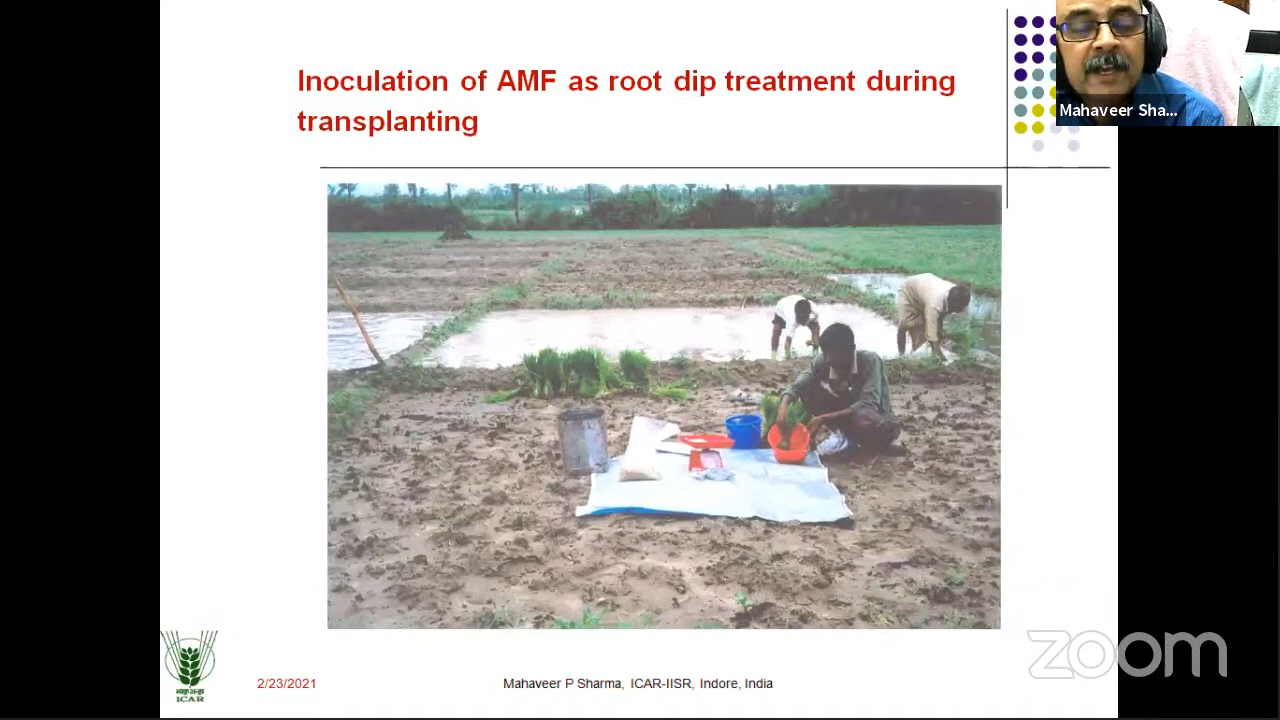 Inoculation of AMF as root dip treatment during
transplanting
Mahaveer Sha...
ICAR
2/23/2021
Mahaveer P Sharma, ICAR-IISR, Indore, India
zoom